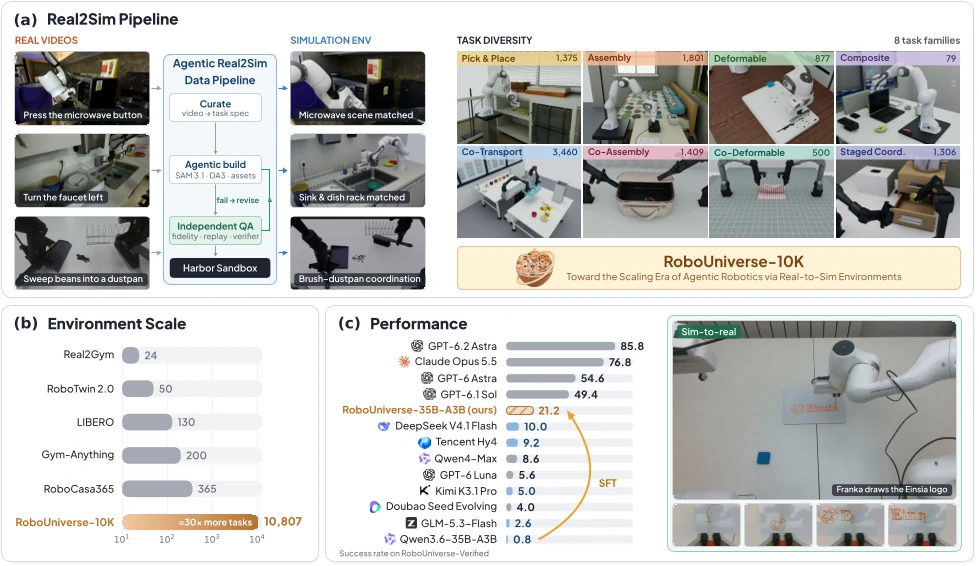 (a) Real2Sim Pipeline
REAL VIDEOS
Press the microwave button
Turn the faucet left
Sweep beans into a dustpan
Agentic Real2Sim
Data Pipeline
Curate
video → task spec
Agentic build
SAM 3.1 · DA3 · assets
fail → revise
Independent QA
fidelity · replay · verifier
Harbor Sandbox
SIMULATION ENV
Microwave scene matched
Sink & dish rack matched
Brush-dustpan coordination
TASK DIVERSITY
8 task families
Pick & Place 1,375
Assembly 1,801
Deformable 877
Composite 79
Co-Transport 3,460
Co-Assembly 1,409
Co-Deformable 500
Staged Coord. 1,306
RoboUniverse-10K
Toward the Scaling Era of Agentic Robotics via Real-to-Sim Environments
(b) Environment Scale
Real2Gym 24
RoboTwin 2.0 50
LIBERO 130
Gym-Anything 200
RoboCasa365 365
RoboUniverse-10K ≈30× more tasks 10,807
10¹ 10² 10³ 10⁴
(c) Performance
GPT-6.2 Astra 85.8
Claude Opus 5.5 76.8
GPT-6 Astra 54.6
GPT-6.1 Sol 49.4
RoboUniverse-35B-A3B (ours) 21.2
DeepSeek V4.1 Flash 10.0
Tencent Hy4 9.2
Qwen4-Max 8.6
GPT-6 Luna 5.6
Kimi K3.1 Pro 5.0
Doubao Seed Evolving 4.0
GLM-5.3-Flash 2.6
Qwen3.6-35B-A3B 0.8
SFT
Success rate on RoboUniverse-Verified
Sim-to-real
Einsia
Franka draws the Einsia logo